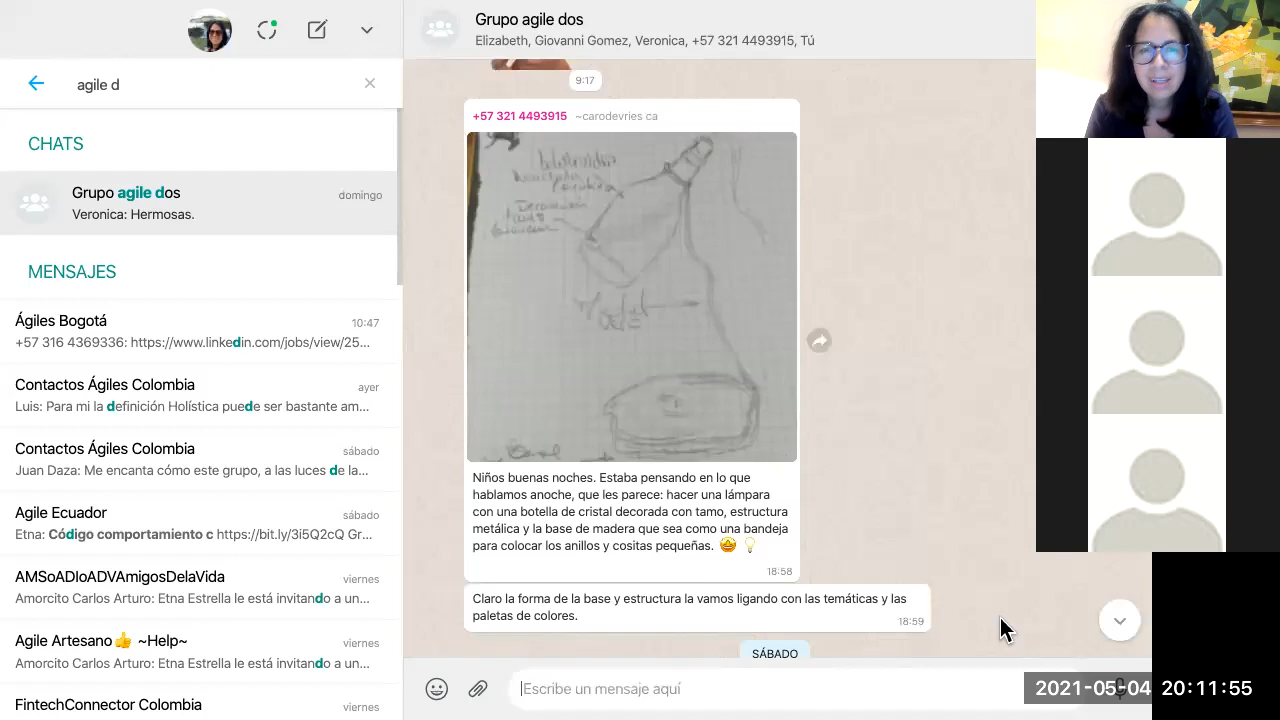 agile d
CHATS
Grupo agile dos
domingo
Veronica: Hermosas.
MENSAJES
Ágiles Bogotá
10:47
+57 316 4369336: https://www.linkedin.com/jobs/view/25...
Contactos Ágiles Colombia
ayer
Luis: Para mi la definición Holística puede ser bastante am...
Contactos Ágiles Colombia
sábado
Juan Daza: Me encanta cómo este grupo, a las luces de la...
Agile Ecuador
sábado
Etna: Código comportamiento c https://bit.ly/3i5Q2cQ Gr...
AMSoADIoADVAmigosDelaVida
viernes
Amorcito Carlos Arturo: Etna Estrella le está invitando a un...
Agile Artesano👍 ~Help~
viernes
Amorcito Carlos Arturo: Etna Estrella le está invitando a un...
FintechConnector Colombia
viernes
Grupo agile dos
Elizabeth, Giovanni Gomez, Veronica, +57 321 4493915, Tú
9:17
+57 321 4493915 ~carodevries ca
Metal
Niños buenas noches. Estaba pensando en lo que
hablamos anoche, que les parece: hacer una lámpara
con una botella de cristal decorada con tamo, estructura
metálica y la base de madera que sea como una bandeja
para colocar los anillos y cositas pequeñas. 🤩 💡
18:58
Claro la forma de la base y estructura la vamos ligando con las temáticas y las
paletas de colores.
18:59
SÁBADO
Escribe un mensaje aquí
2021-05-04 20:11:55